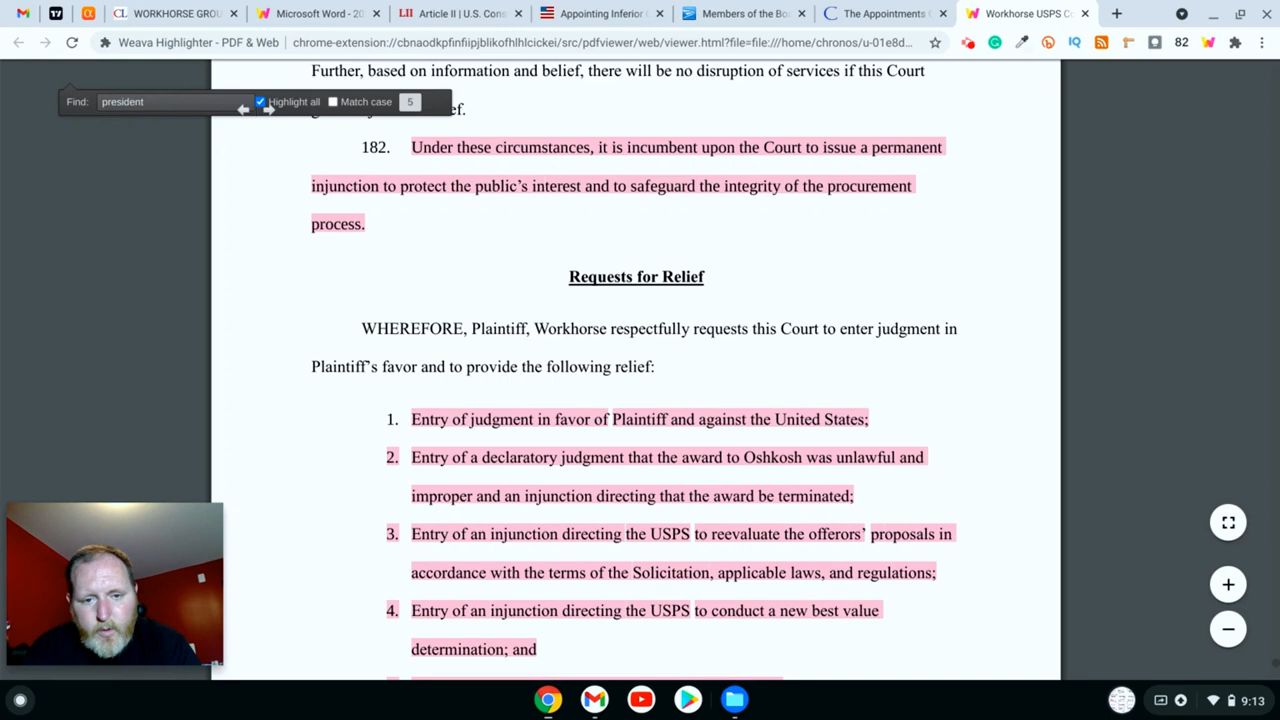 WORKHORSE GROU
Microsoft Word - 20
LII
Article II | U.S. Cons
Appointing Inferior
Members of the Boa
The Appointments C
Workhorse USPS Co
Weava Highlighter - PDF & Web | chrome-extension://cbnaodkpfinfiipjblikofhlhlcickei/src/pdfviewer/web/viewer.html?file=file:///home/chronos/u-01e8d...
82
Further, based on information and belief, there will be no disruption of services if this Court
Find: president Highlight all Match case 5
ef.
182. Under these circumstances, it is incumbent upon the Court to issue a permanent
injunction to protect the public's interest and to safeguard the integrity of the procurement
process.
Requests for Relief
WHEREFORE, Plaintiff, Workhorse respectfully requests this Court to enter judgment in
Plaintiff's favor and to provide the following relief:
1. Entry of judgment in favor of Plaintiff and against the United States;
2. Entry of a declaratory judgment that the award to Oshkosh was unlawful and
improper and an injunction directing that the award be terminated;
3. Entry of an injunction directing the USPS to reevaluate the offerors' proposals in
accordance with the terms of the Solicitation, applicable laws, and regulations;
4. Entry of an injunction directing the USPS to conduct a new best value
determination; and
9:13